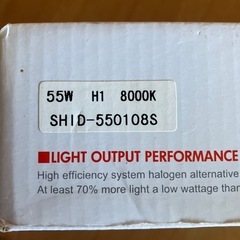 55W H1 8000K
SHID-550108S
LIGHT OUTPUT PERFORMANCE
High efficiency system halogen alternative
At least 70% more light a low wattage than